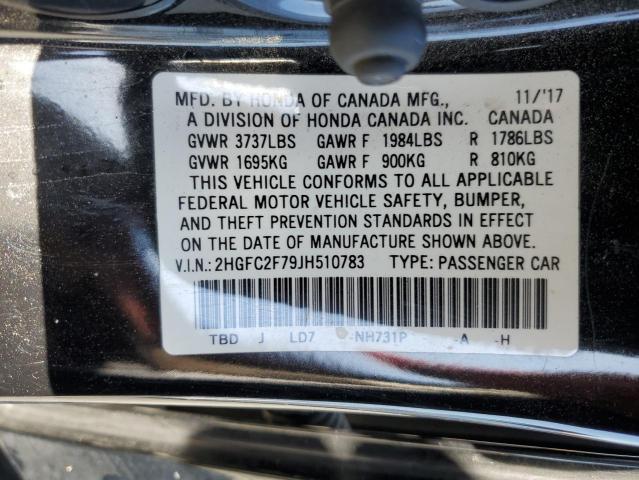 MFD. BY HONDA OF CANADA MFG., 11/'17
A DIVISION OF HONDA CANADA INC. CANADA
GVWR 3737LBS GAWR F 1984LBS R 1786LBS
GVWR 1695KG GAWR F 900KG R 810KG
THIS VEHICLE CONFORMS TO ALL APPLICABLE
FEDERAL MOTOR VEHICLE SAFETY, BUMPER,
AND THEFT PREVENTION STANDARDS IN EFFECT
ON THE DATE OF MANUFACTURE SHOWN ABOVE.
V.I.N.: 2HGFC2F79JH510783 TYPE: PASSENGER CAR
TBD J LD7 -NH731P -A -H